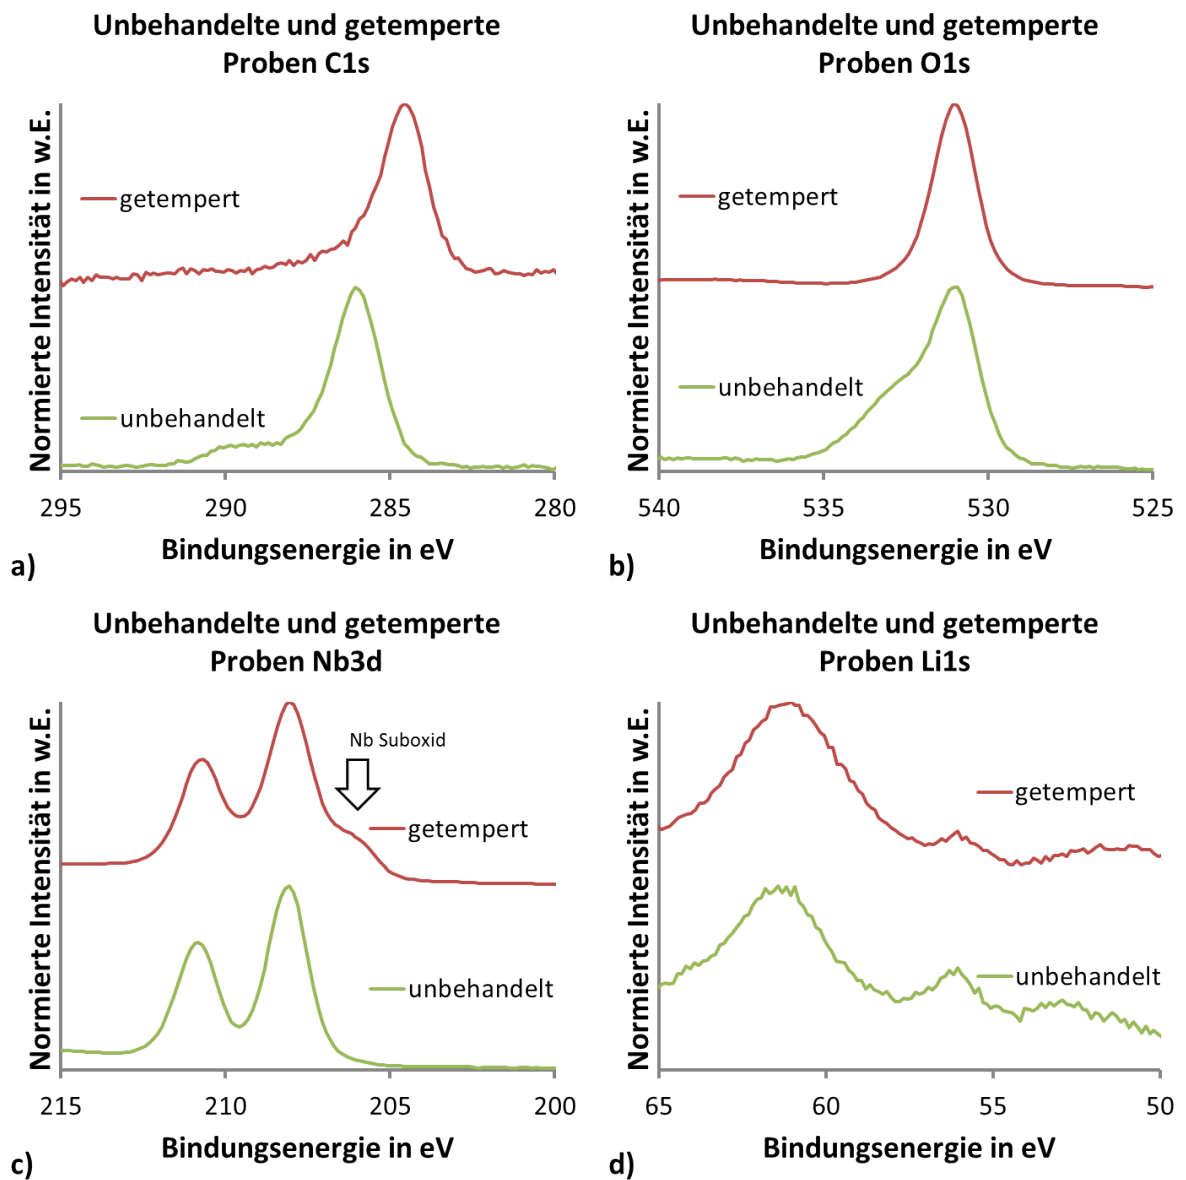 Unbehandelte und getemperte
Proben C1s
Normierte Intensität in w.E.
getempert
unbehandelt
295 290 285 280
Bindungsenergie in eV
a)
Unbehandelte und getemperte
Proben O1s
Normierte Intensität in w.E.
getempert
unbehandelt
540 535 530 525
Bindungsenergie in eV
b)
Unbehandelte und getemperte
Proben Nb3d
Normierte Intensität in w.E.
Nb Suboxid
getempert
unbehandelt
215 210 205 200
Bindungsenergie in eV
c)
Unbehandelte und getemperte
Proben Li1s
Normierte Intensität in w.E.
getempert
unbehandelt
65 60 55 50
Bindungsenergie in eV
d)